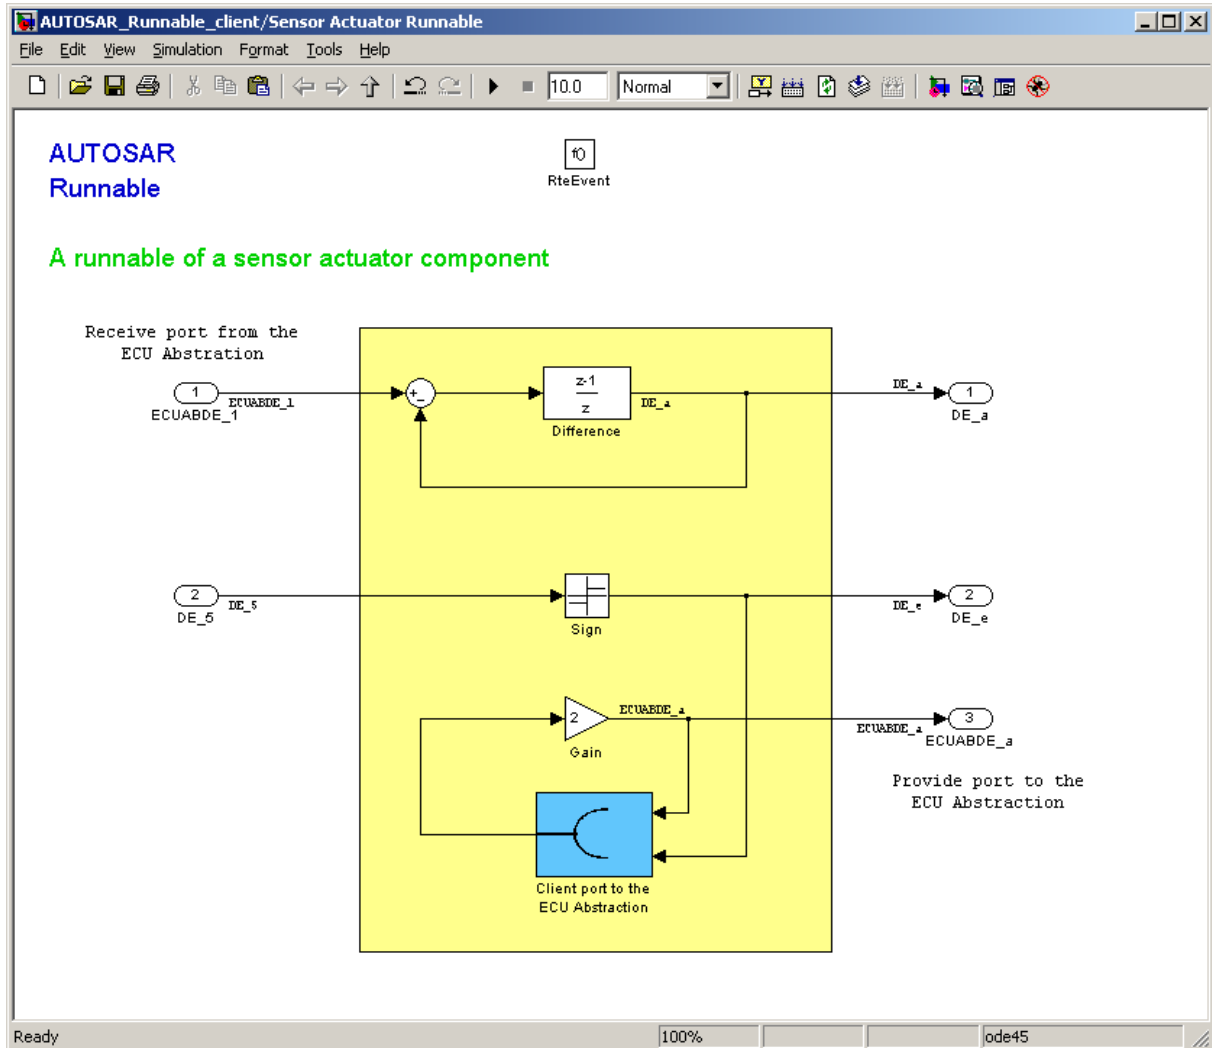 AUTOSAR_Runnable_client/Sensor Actuator Runnable
File Edit View Simulation Format Tools Help
10.0 Normal
AUTOSAR
Runnable
f()
RteEvent
A runnable of a sensor actuator component
Receive port from the
ECU Abstration
1
ECUABDE_1
ECUABDE_1
+
-
z-1
z
Difference
DE_a
DE_a
1
DE_a
2
DE_5
DE_5
Sign
DE_e
2
DE_e
2
Gain
ECUABDE_a
ECUABDE_a
3
ECUABDE_a
Provide port to the
ECU Abstraction
Client port to the
ECU Abstraction
Ready 100% ode45